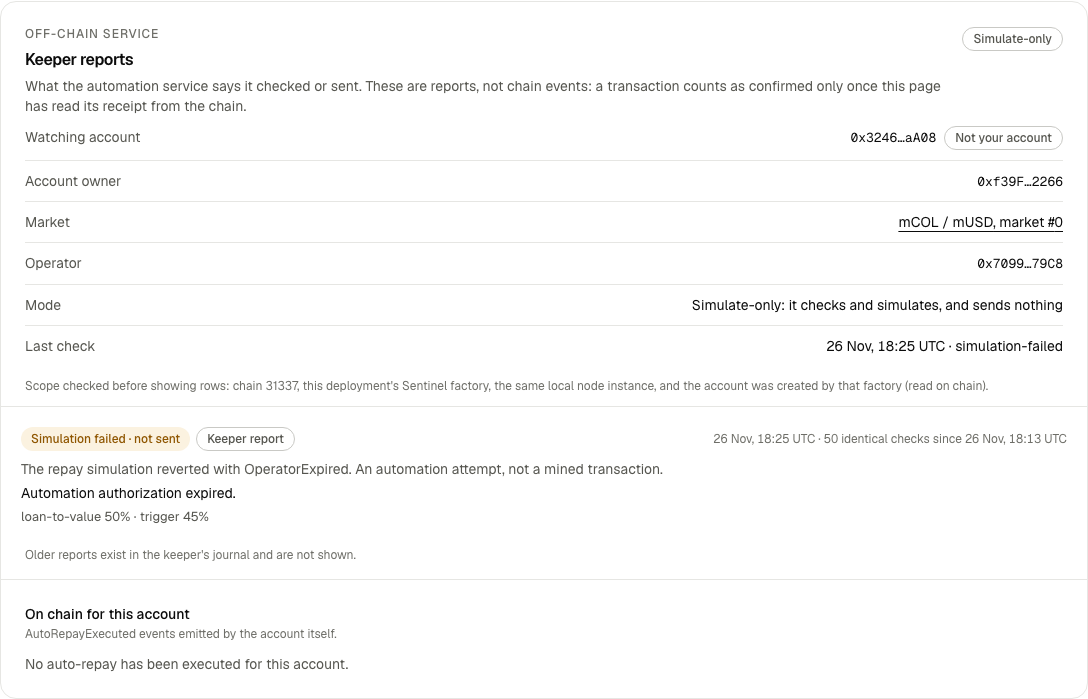 OFF-CHAIN SERVICE
Simulate-only
Keeper reports
What the automation service says it checked or sent. These are reports, not chain events: a transaction counts as confirmed only once this page
has read its receipt from the chain.
Watching account
0x3246…aA08 Not your account
Account owner
0xf39F…2266
Market
mCOL / mUSD, market #0
Operator
0x7099…79C8
Mode
Simulate-only: it checks and simulates, and sends nothing
Last check
26 Nov, 18:25 UTC · simulation-failed
Scope checked before showing rows: chain 31337, this deployment's Sentinel factory, the same local node instance, and the account was created by that factory (read on chain).
Simulation failed · not sent Keeper report
26 Nov, 18:25 UTC · 50 identical checks since 26 Nov, 18:13 UTC
The repay simulation reverted with OperatorExpired. An automation attempt, not a mined transaction.
Automation authorization expired.
loan-to-value 50% · trigger 45%
Older reports exist in the keeper's journal and are not shown.
On chain for this account
AutoRepayExecuted events emitted by the account itself.
No auto-repay has been executed for this account.